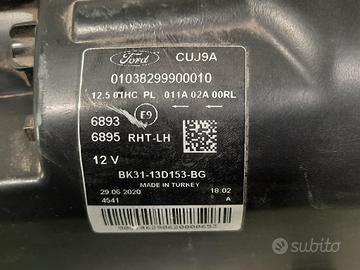 Ford CUJ9A
01038299900010
12.5 01HC PL 011A 02A 00RL
6893 E9
6895 RHT-LH
12 V
BK31-13D153-BG
MADE IN TURKEY
29.06.2020 18:02
4541 A
subito